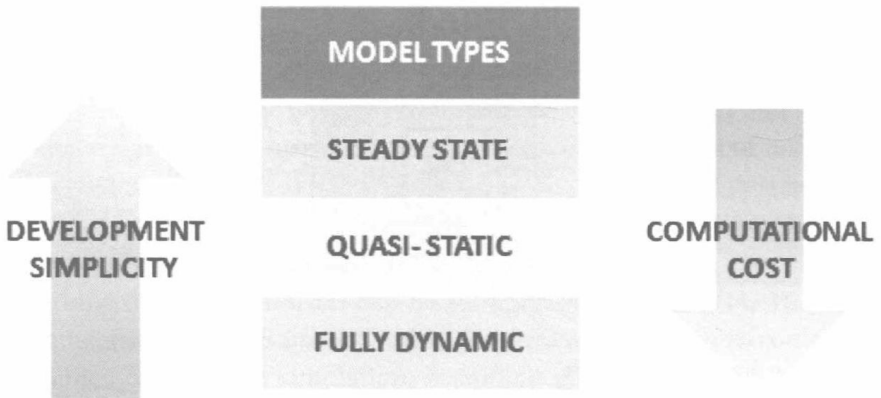 MODEL TYPES
STEADY STATE
DEVELOPMENT
SIMPLICITY
QUASI- STATIC
COMPUTATIONAL
COST
FULLY DYNAMIC